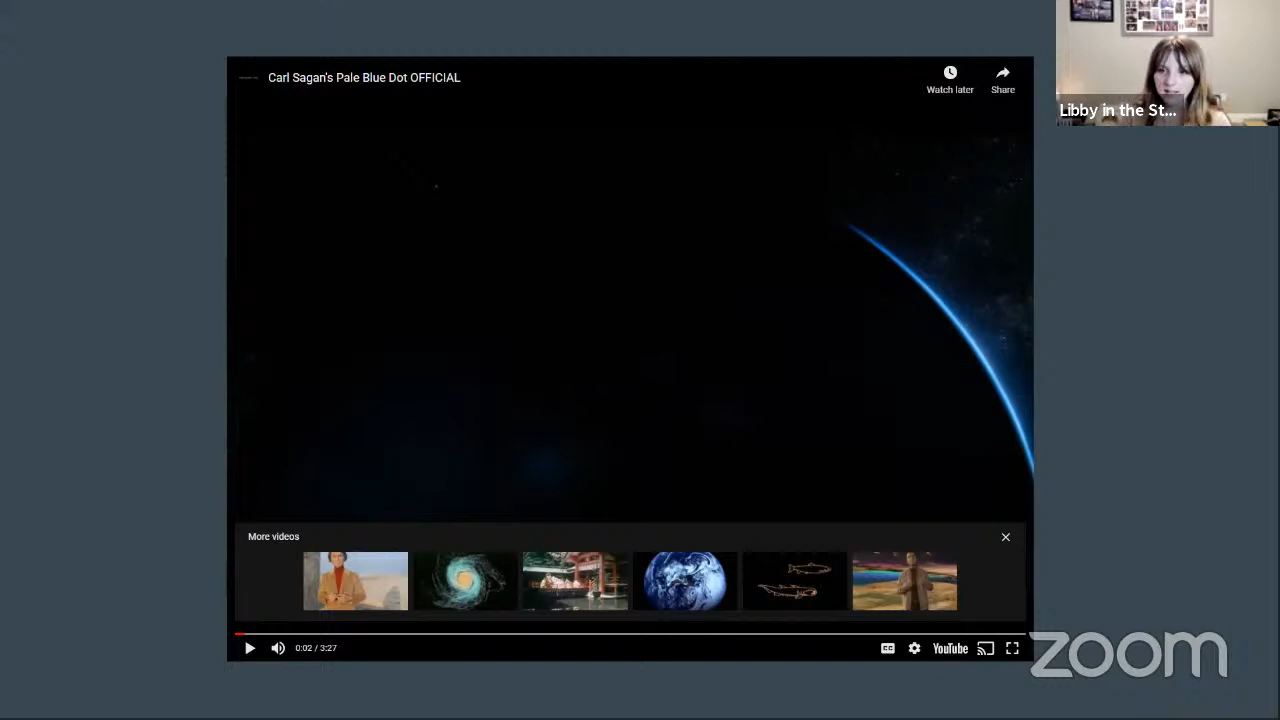 Carl Sagan's Pale Blue Dot OFFICIAL
Watch later
Share
Libby in the St...
More videos
0:02 / 3:27
CC
YouTube
zoom